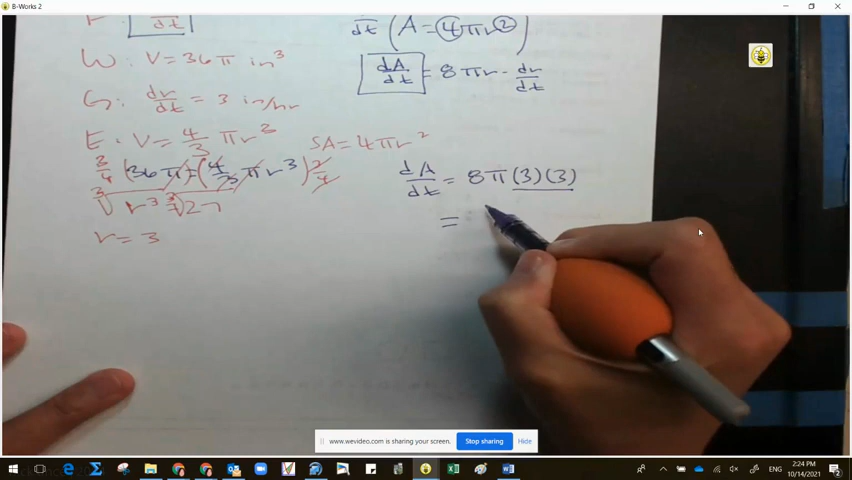 B-Works 2
dt
d/dt (A = 4πr²)
W: V = 36π in³
dA/dt = 8πr · dr/dt
G: dr/dt = 3 in/hr
E: V = 4/3 πr³
SA = 4πr²
3/4 (36π = (4/3 πr³) 3/4
dA/dt = 8π(3)(3)
∛r³ = ∛27
=
r = 3
www.wevideo.com is sharing your screen.
Stop sharing
Hide
2:24 PM
10/14/2021